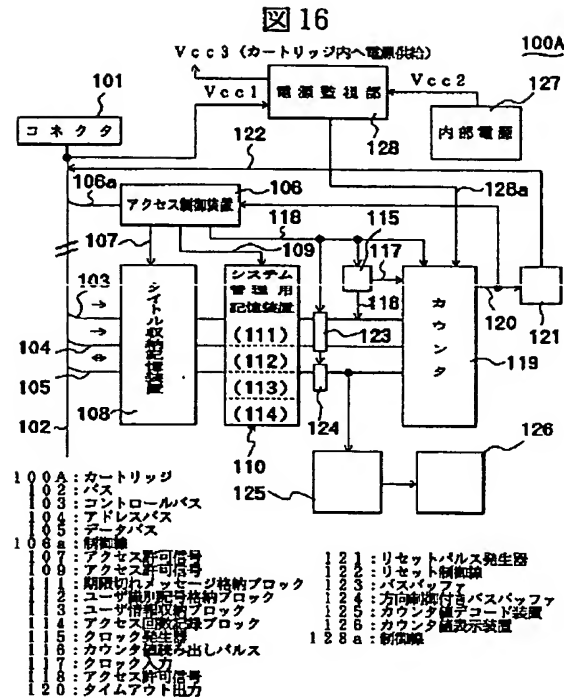 図16
100A
Vcc3(カートリッジ内へ電源供給)
Vcc1
Vcc2
電源監視部
128
127
内部電源
101
コネクタ
122
128a
106a
106
アクセス制御装置
118
107
109
115
117
116
103
104
105
102
タイトル収納記憶装置
108
システム
管理用
記憶装置
(111)
(112)
(113)
(114)
110
123
124
カウンタ
119
120
121
125
126
100A:カートリッジ
102:バス
103:コントロールバス
104:アドレスバス
105:データバス
106a:制御線
107:アクセス許可信号
109:アクセス許可信号
111:期限切れメッセージ格納ブロック
112:ユーザ識別記号格納ブロック
113:ユーザ情報収納ブロック
114:アクセス回数記録ブロック
115:クロック発生器
116:カウンタ値読み出しパルス
117:クロック入力
118:アクセス許可信号
120:タイムアウト出力
121:リセットパルス発生器
122:リセット制御線
123:バスバッファ
124:方向制御付きバスバッファ
125:カウンタ値デコード装置
126:カウンタ値表示装置
128a:制御線